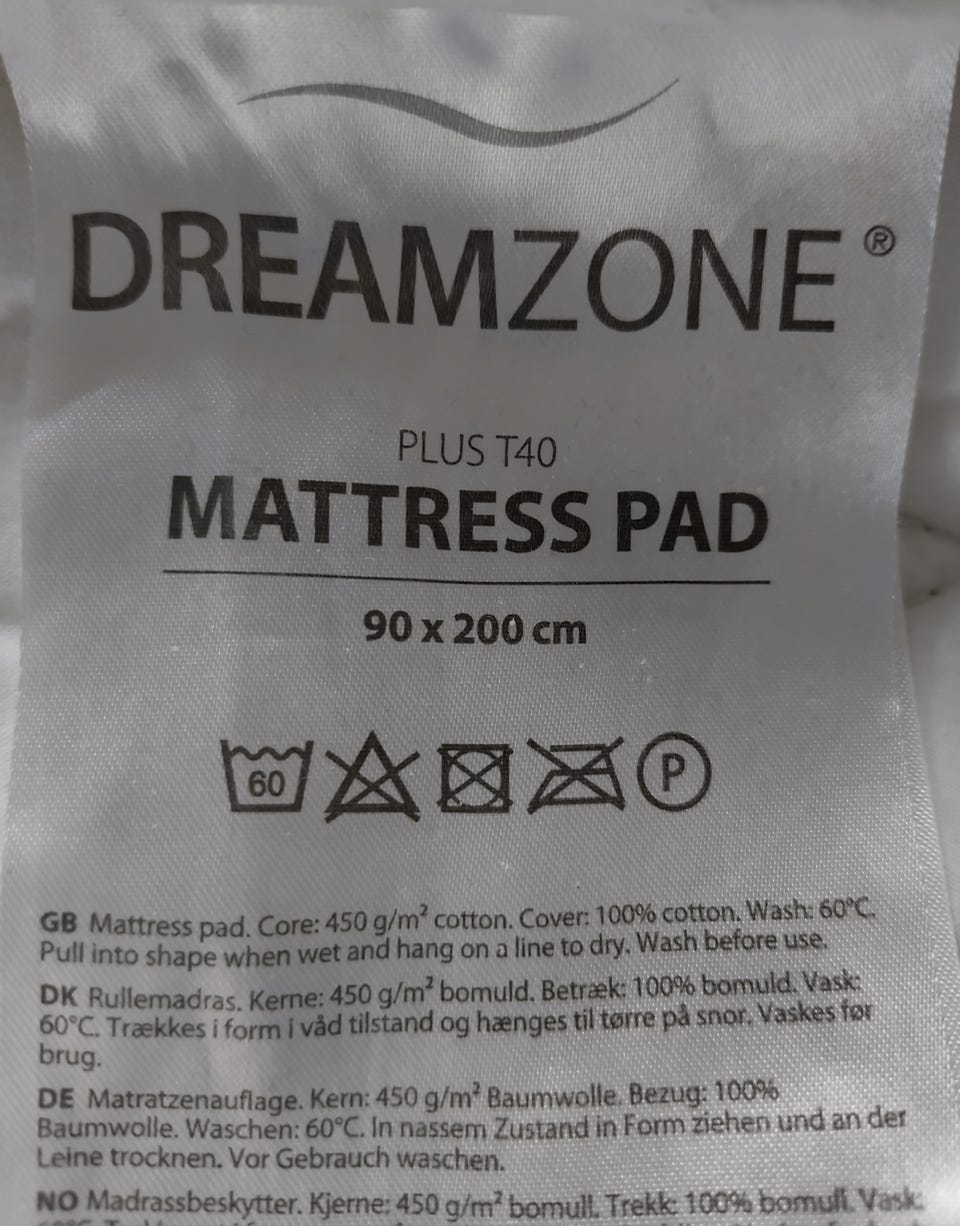 DREAMZONE®
PLUS T40
MATTRESS PAD
90 x 200 cm
60 P
GB Mattress pad. Core: 450 g/m² cotton. Cover: 100% cotton. Wash: 60°C.
Pull into shape when wet and hang on a line to dry. Wash before use.
DK Rullemadras. Kerne: 450 g/m² bomuld. Betræk: 100% bomuld. Vask:
60°C. Trækkes i form i våd tilstand og hænges til tørre på snor. Vaskes før
brug.
DE Matratzenauflage. Kern: 450 g/m² Baumwolle. Bezug: 100%
Baumwolle. Waschen: 60°C. In nassem Zustand in Form ziehen und an der
Leine trocknen. Vor Gebrauch waschen.
NO Madrassbeskytter. Kjerne: 450 g/m² bomull. Trekk: 100% bomull. Vask: